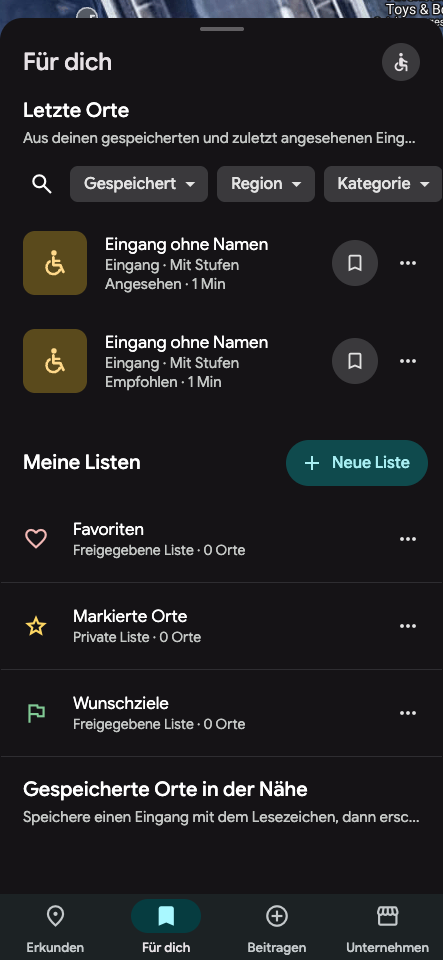 Toys & Bo
Für dich
Letzte Orte
Aus deinen gespeicherten und zuletzt angesehenen Eing...
Gespeichert
Region
Kategorie
Eingang ohne Namen
Eingang · Mit Stufen
Angesehen · 1 Min
Eingang ohne Namen
Eingang · Mit Stufen
Empfohlen · 1 Min
Meine Listen
Neue Liste
Favoriten
Freigegebene Liste · 0 Orte
Markierte Orte
Private Liste · 0 Orte
Wunschziele
Freigegebene Liste · 0 Orte
Gespeicherte Orte in der Nähe
Speichere einen Eingang mit dem Lesezeichen, dann ersc...
Erkunden
Für dich
Beitragen
Unternehmen